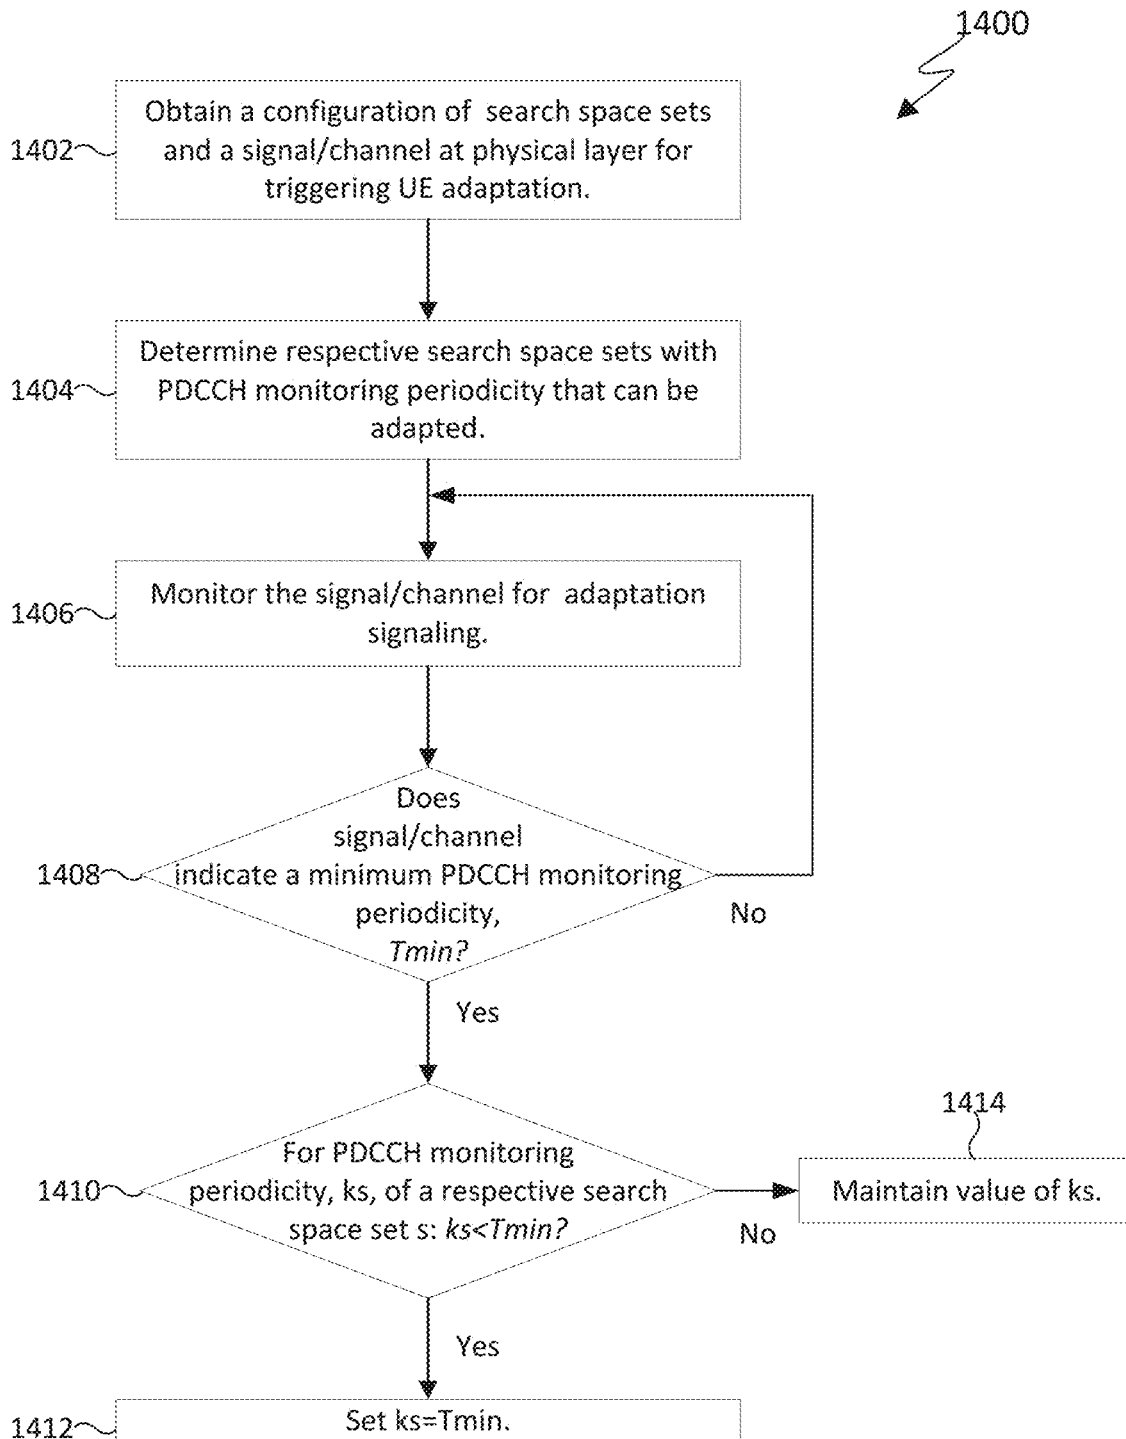 1400
Obtain a configuration of search space sets
and a signal/channel at physical layer for
triggering UE adaptation.
1402
Determine respective search space sets with
PDCCH monitoring periodicity that can be
adapted.
1404
Monitor the signal/channel for adaptation
signaling.
1406
Does
signal/channel
indicate a minimum PDCCH monitoring
periodicity,
Tmin?
1408
No
Yes
For PDCCH monitoring
periodicity, ks, of a respective search
space set s: ks<Tmin?
1410
No
1414
Maintain value of ks.
Yes
Set ks=Tmin.
1412